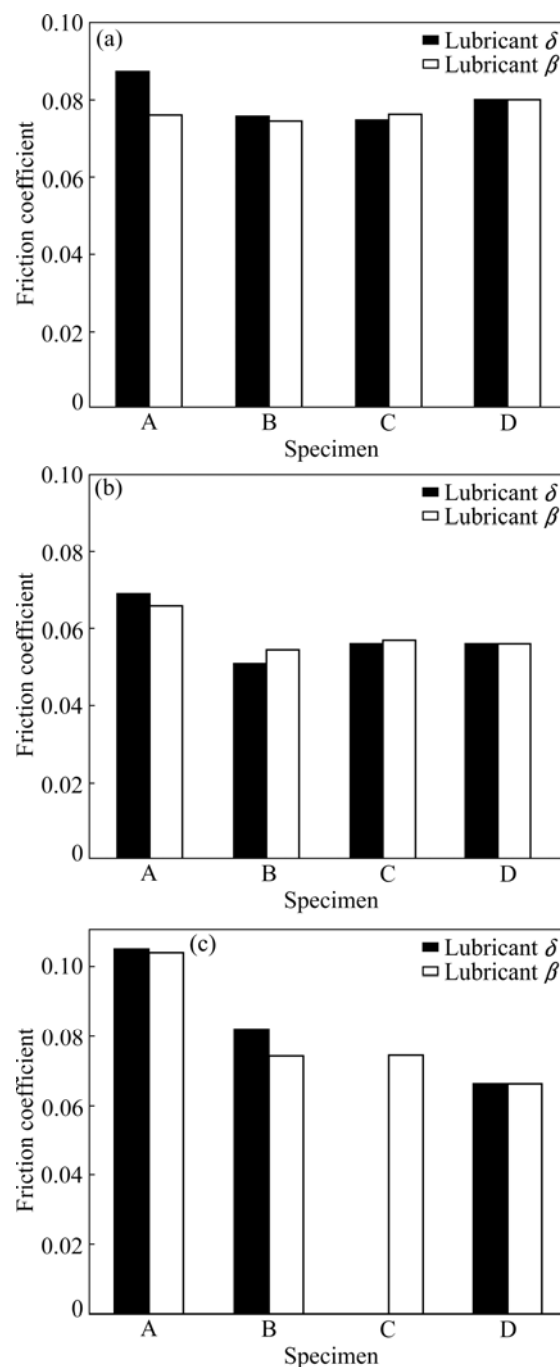 (a)
Lubricant δ
Lubricant β
Friction coefficient
0.10
0.08
0.06
0.04
0.02
0
A B C D
Specimen
(b)
Lubricant δ
Lubricant β
Friction coefficient
0.10
0.08
0.06
0.04
0.02
0
A B C D
Specimen
(c)
Lubricant δ
Lubricant β
Friction coefficient
0.10
0.08
0.06
0.04
0.02
0
A B C D
Specimen